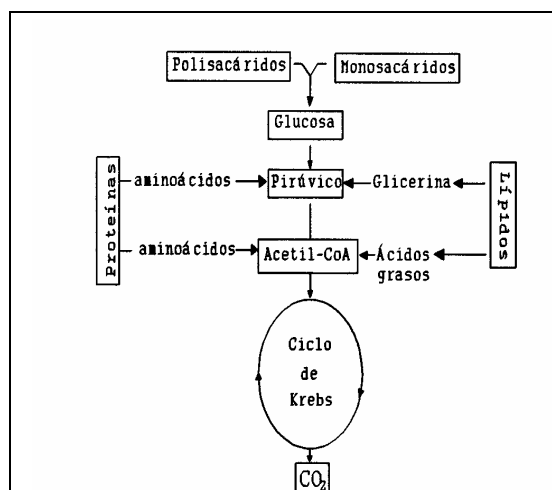 Polisacáridos
Monosacáridos
Glucosa
Proteínas
aminoácidos
Pirúvico
Glicerina
Lípidos
aminoácidos
Acetil-CoA
Ácidos
grasos
Ciclo
de
Krebs
CO₂